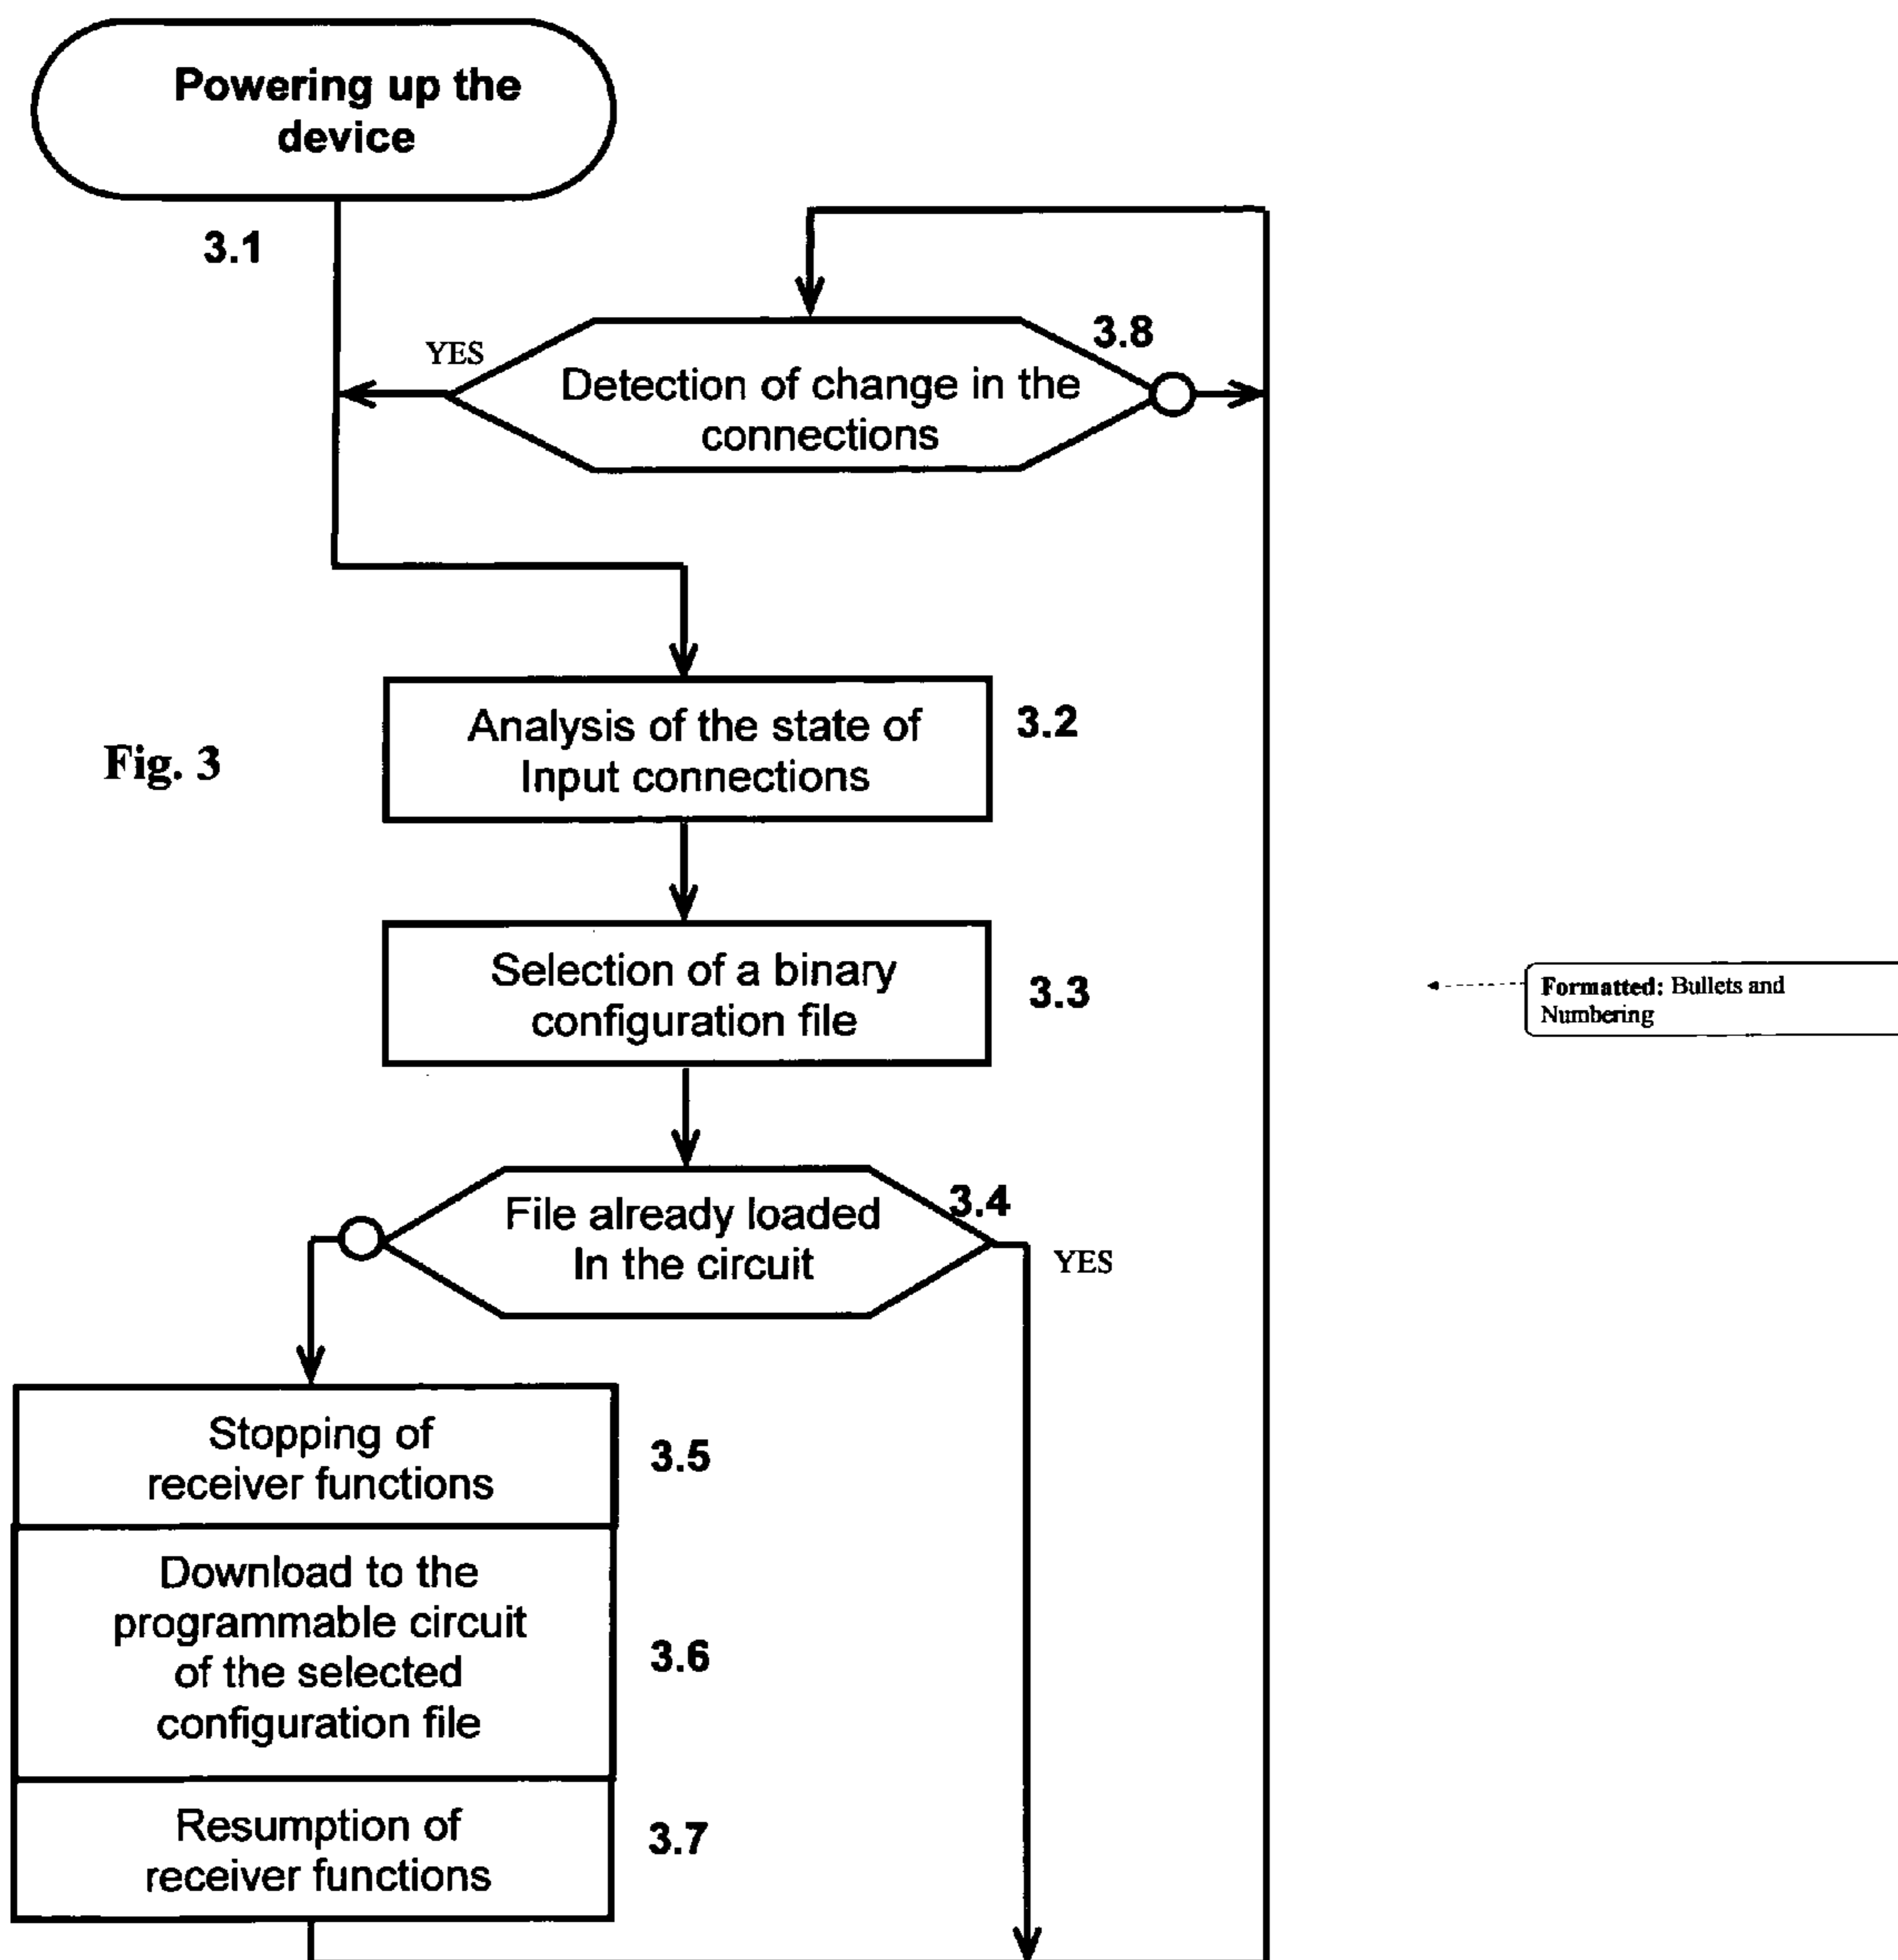 Powering up the
device
3.1
YES
3.8
Detection of change in the
connections
Analysis of the state of
Input connections
3.2
Fig. 3
Selection of a binary
configuration file
3.3
Formatted: Bullets and
Numbering
File already loaded
In the circuit
3.4
YES
Stopping of
receiver functions
3.5
Download to the
programmable circuit
of the selected
configuration file
3.6
Resumption of
receiver functions
3.7